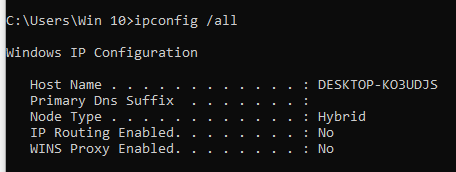 C:\Users\Win 10>ipconfig /all
Windows IP Configuration
Host Name . . . . . . . . . . . . : DESKTOP-KO3UDJS
Primary Dns Suffix  . . . . . . . :
Node Type . . . . . . . . . . . . : Hybrid
IP Routing Enabled. . . . . . . . : No
WINS Proxy Enabled. . . . . . . . : No